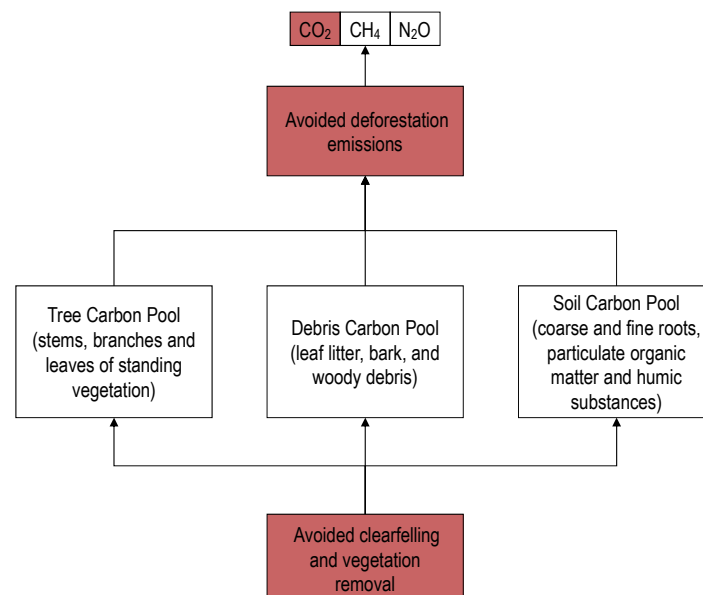 CO₂ CH₄ N₂O
Avoided deforestation
emissions
Tree Carbon Pool
(stems, branches and
leaves of standing
vegetation)
Debris Carbon Pool
(leaf litter, bark, and
woody debris)
Soil Carbon Pool
(coarse and fine roots,
particulate organic
matter and humic
substances)
Avoided clearfelling
and vegetation
removal